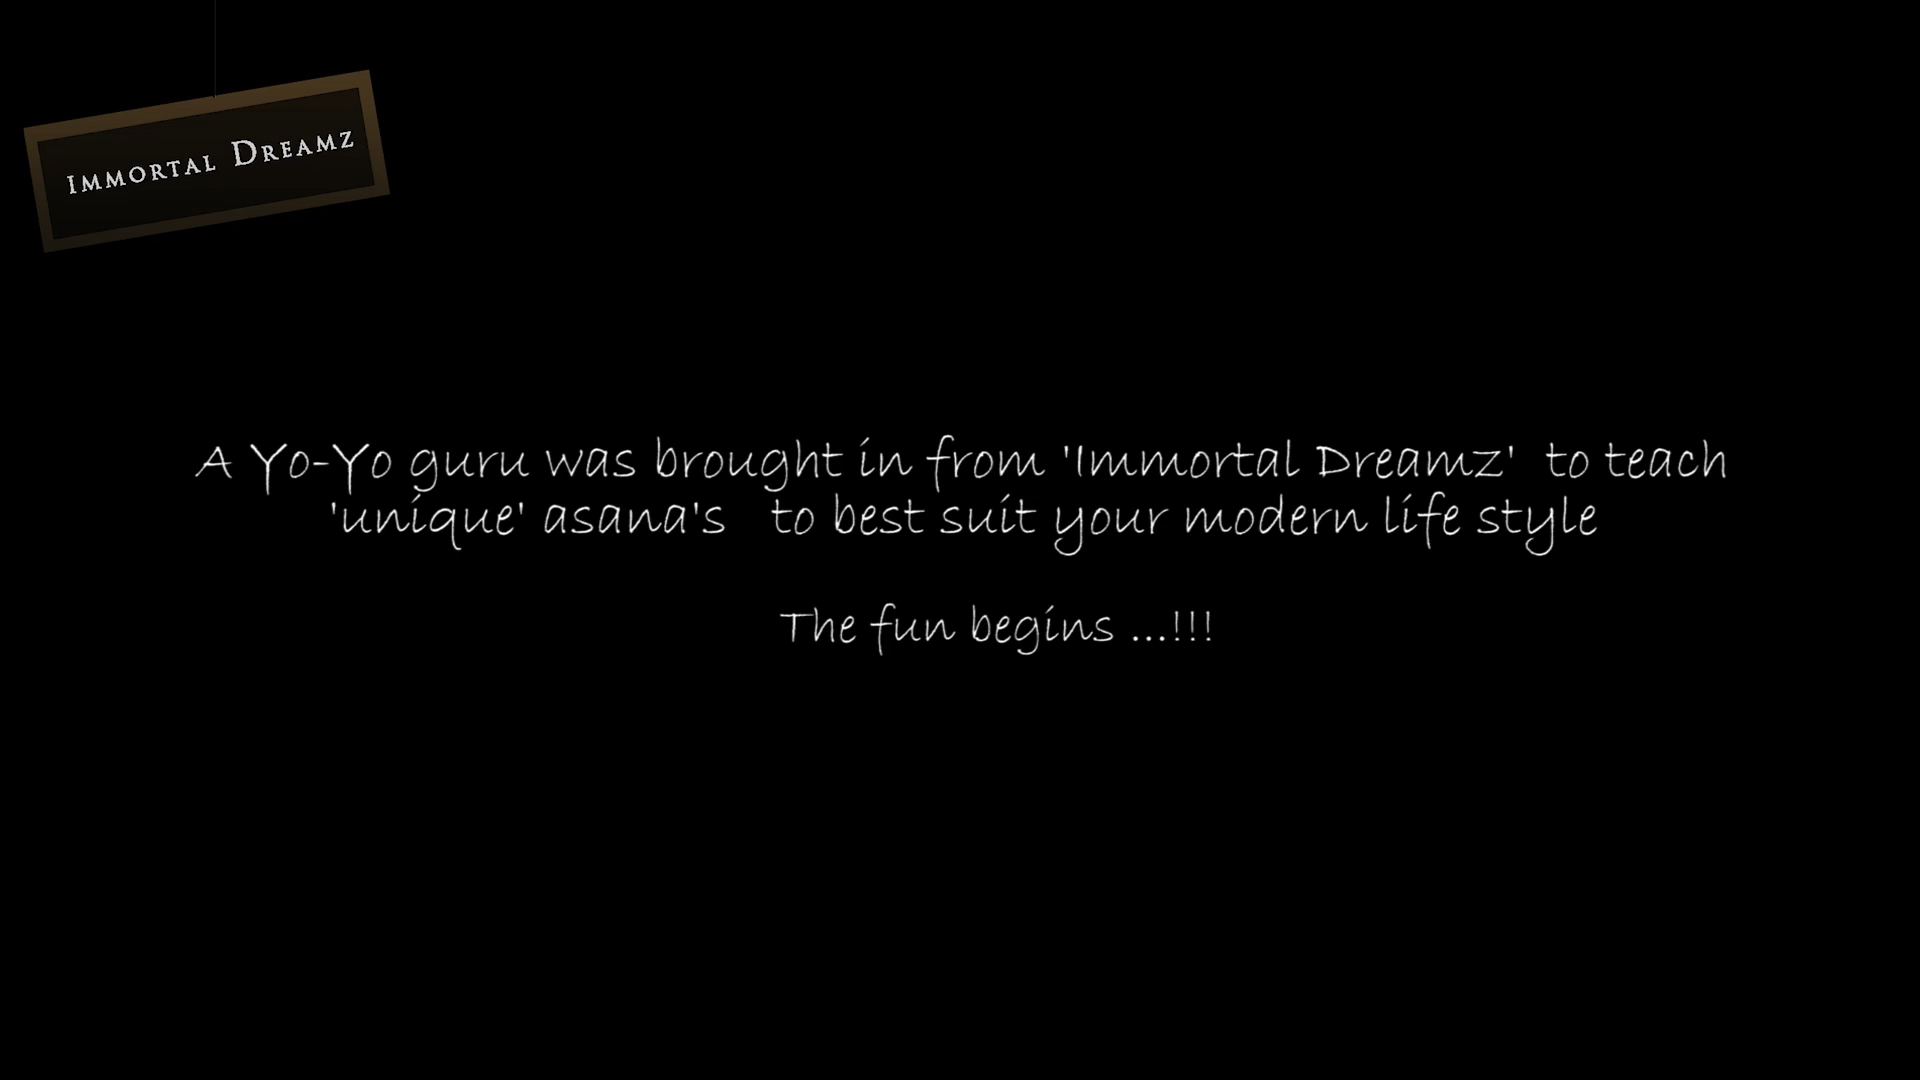 Immortal Dreamz
A Yo-Yo guru was brought in from 'Immortal Dreamz' to teach
'unique' asana's to best suit your modern life style
The fun begins ...!!!